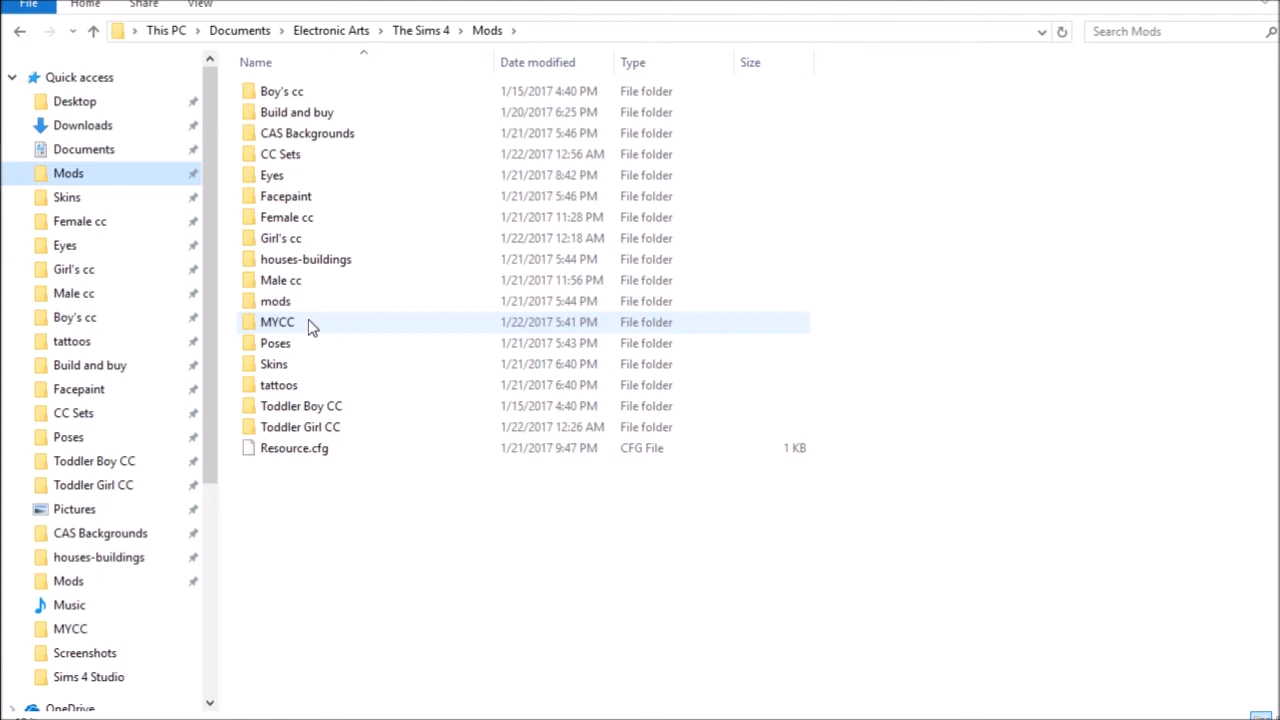 File Home Share View
This PC > Documents > Electronic Arts > The Sims 4 > Mods >
Search Mods
Name Date modified Type Size
Quick access
Desktop
Downloads
Documents
Mods
Skins
Female cc
Eyes
Girl's cc
Male cc
Boy's cc
tattoos
Build and buy
Facepaint
CC Sets
Poses
Toddler Boy CC
Toddler Girl CC
Pictures
CAS Backgrounds
houses-buildings
Mods
Music
MYCC
Screenshots
Sims 4 Studio
OneDrive
Boy's cc 1/15/2017 4:40 PM File folder
Build and buy 1/20/2017 6:25 PM File folder
CAS Backgrounds 1/21/2017 5:46 PM File folder
CC Sets 1/22/2017 12:56 AM File folder
Eyes 1/21/2017 8:42 PM File folder
Facepaint 1/21/2017 5:46 PM File folder
Female cc 1/21/2017 11:28 PM File folder
Girl's cc 1/22/2017 12:18 AM File folder
houses-buildings 1/21/2017 5:44 PM File folder
Male cc 1/21/2017 11:56 PM File folder
mods 1/21/2017 5:44 PM File folder
MYCC 1/22/2017 5:41 PM File folder
Poses 1/21/2017 5:43 PM File folder
Skins 1/21/2017 6:40 PM File folder
tattoos 1/21/2017 6:40 PM File folder
Toddler Boy CC 1/15/2017 4:40 PM File folder
Toddler Girl CC 1/22/2017 12:26 AM File folder
Resource.cfg 1/21/2017 9:47 PM CFG File 1 KB